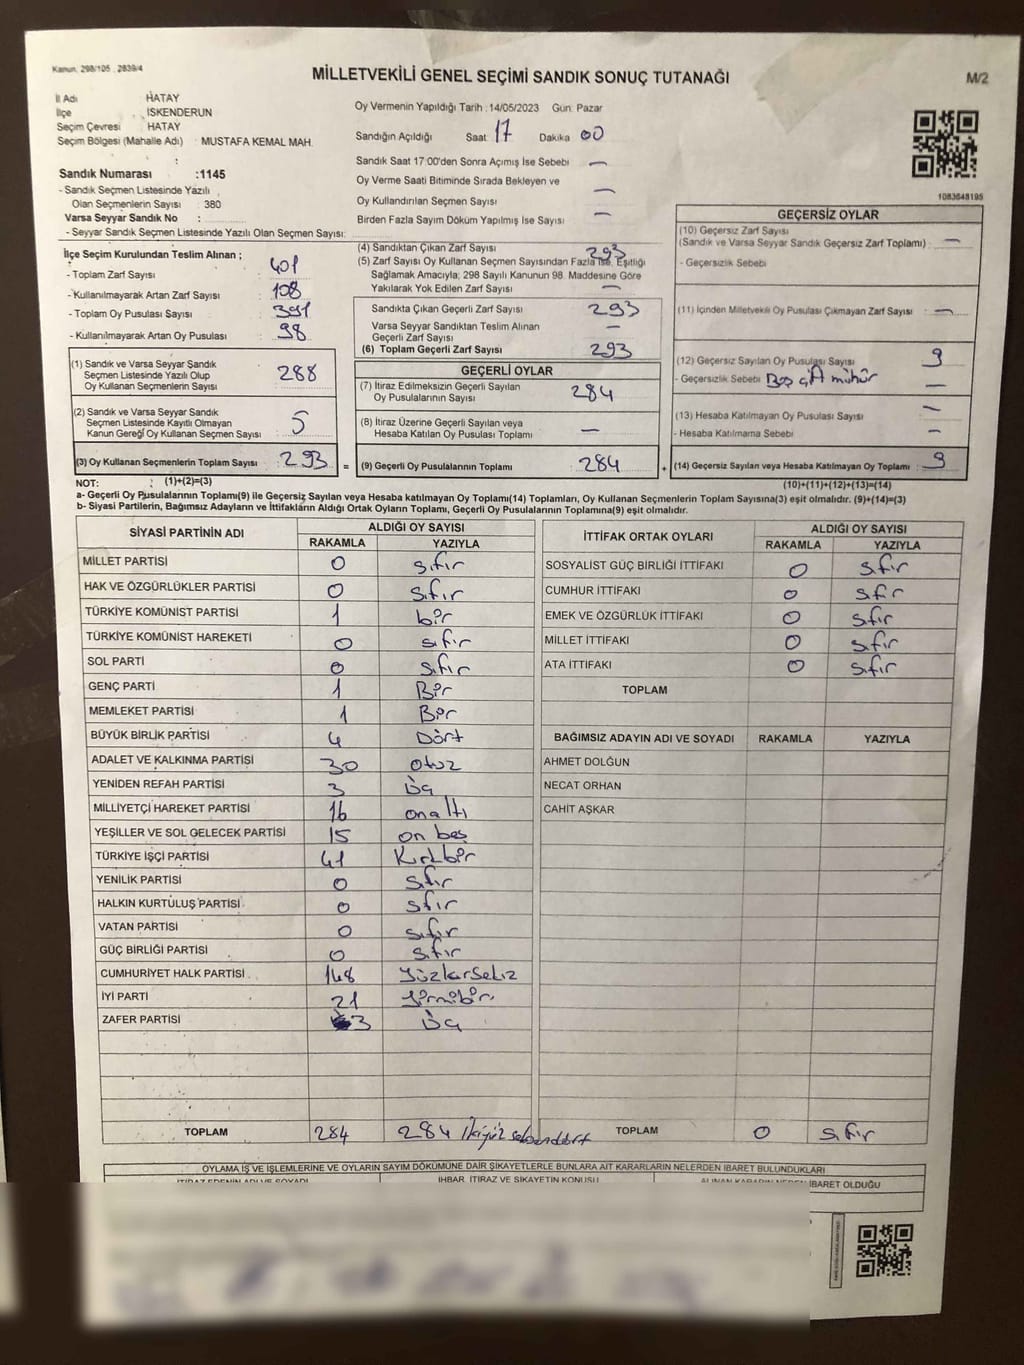 Kanun. 298/105 , 2839/4
MİLLETVEKİLİ GENEL SEÇİMİ SANDIK SONUÇ TUTANAĞI
M/2
İl Adı HATAY
İlçe İSKENDERUN
Seçim Çevresi HATAY
Seçim Bölgesi (Mahalle Adı) : MUSTAFA KEMAL MAH.
:
Sandık Numarası :1145
- Sandık Seçmen Listesinde Yazılı
Olan Seçmenlerin Sayısı : 380
Varsa Seyyar Sandık No :
- Seyyar Sandık Seçmen Listesinde Yazılı Olan Seçmen Sayısı:
Oy Vermenin Yapıldığı Tarih : 14/05/2023 Gün: Pazar
Sandığın Açıldığı Saat 17 Dakika 00
Sandık Saat 17:00'den Sonra Açımış İse Sebebi —
Oy Verme Saati Bitiminde Sırada Bekleyen ve
Oy Kullandırılan Seçmen Sayısı —
Birden Fazla Sayım Döküm Yapılmış İse Sayısı —
1083648195
İlçe Seçim Kurulundan Teslim Alınan ;
- Toplam Zarf Sayısı : 401
- Kullanılmayarak Artan Zarf Sayısı : 108
- Toplam Oy Pusulası Sayısı : 391
- Kullanılmayarak Artan Oy Pusulası : 98
(4) Sandıktan Çıkan Zarf Sayısı 293
(5) Zarf Sayısı Oy Kullanan Seçmen Sayısından Fazla İse, Eşitliği
Sağlamak Amacıyla; 298 Sayılı Kanunun 98. Maddesine Göre
Yakılarak Yok Edilen Zarf Sayısı —
Sandıkta Çıkan Geçerli Zarf Sayısı 293
Varsa Seyyar Sandıktan Teslim Alınan
Geçerli Zarf Sayısı —
(6) Toplam Geçerli Zarf Sayısı 293
GEÇERSİZ OYLAR
(10) Geçersiz Zarf Sayısı
(Sandık ve Varsa Seyyar Sandık Geçersiz Zarf Toplamı) : —
- Geçersizlik Sebebi
(11) İçinden Milletvekili Oy Pusulası Çıkmayan Zarf Sayısı : —
(12) Geçersiz Sayılan Oy Pusulası Sayısı 9
- Geçersizlik Sebebi Boş çift mühür —
(13) Hesaba Katılmayan Oy Pusulası Sayısı —
- Hesaba Katılmama Sebebi —
(14) Geçersiz Sayılan veya Hesaba Katılmayan Oy Toplamı : 9
(1) Sandık ve Varsa Seyyar Sandık
Seçmen Listesinde Yazılı Olup
Oy Kullanan Seçmenlerin Sayısı : 288
(2) Sandık ve Varsa Seyyar Sandık
Seçmen Listesinde Kayıtlı Olmayan
Kanun Gereği Oy Kullanan Seçmen Sayısı : 5
(3) Oy Kullanan Seçmenlerin Toplam Sayısı : 293 =
GEÇERLİ OYLAR
(7) İtiraz Edilmeksizin Geçerli Sayılan
Oy Pusulalarının Sayısı 284
(8) İtiraz Üzerine Geçerli Sayılan veya
Hesaba Katılan Oy Pusulası Toplamı —
(9) Geçerli Oy Pusulalarının Toplamı : 284 +
NOT: ; (1)+(2)=(3) (10)+(11)+(12)+(13)=(14)
a- Geçerli Oy Pusulalarının Toplamı(9) ile Geçersiz Sayılan veya Hesaba katılmayan Oy Toplamı(14) Toplamları, Oy Kullanan Seçmenlerin Toplam Sayısına(3) eşit olmalıdır. (9)+(14)=(3)
b- Siyasi Partilerin, Bağımsız Adayların ve İttifakların Aldığı Ortak Oyların Toplamı, Geçerli Oy Pusulalarının Toplamına(9) eşit olmalıdır.
SİYASİ PARTİNİN ADI ALDIĞI OY SAYISI
RAKAMLA YAZIYLA
MİLLET PARTİSİ 0 sıfır
HAK VE ÖZGÜRLÜKLER PARTİSİ 0 sıfır
TÜRKİYE KOMÜNİST PARTİSİ 1 bir
TÜRKİYE KOMÜNİST HAREKETİ 0 sıfır
SOL PARTİ 0 sıfır
GENÇ PARTİ 1 Bir
MEMLEKET PARTİSİ 1 Bir
BÜYÜK BİRLİK PARTİSİ 4 Dört
ADALET VE KALKINMA PARTİSİ 30 otuz
YENİDEN REFAH PARTİSİ 3 üç
MİLLİYETÇİ HAREKET PARTİSİ 16 onaltı
YEŞİLLER VE SOL GELECEK PARTİSİ 15 on beş
TÜRKİYE İŞÇİ PARTİSİ 41 Kırkbir
YENİLİK PARTİSİ 0 sıfır
HALKIN KURTULUŞ PARTİSİ 0 sıfır
VATAN PARTİSİ 0 sıfır
GÜÇ BİRLİĞİ PARTİSİ 0 sıfır
CUMHURİYET HALK PARTİSİ 148 Yüzkırsekiz
İYİ PARTİ 21 Yirmibir
ZAFER PARTİSİ 3 üç
TOPLAM 284 284 ikiyüz seksendört
İTTİFAK ORTAK OYLARI ALDIĞI OY SAYISI
RAKAMLA YAZIYLA
SOSYALİST GÜÇ BİRLİĞİ İTTİFAKI 0 sıfır
CUMHUR İTTİFAKI 0 sıfır
EMEK VE ÖZGÜRLÜK İTTİFAKI 0 sıfır
MİLLET İTTİFAKI 0 sıfır
ATA İTTİFAKI 0 sıfır
TOPLAM
BAĞIMSIZ ADAYIN ADI VE SOYADI RAKAMLA YAZIYLA
AHMET DOLĞUN
NECAT ORHAN
CAHİT AŞKAR
TOPLAM 0 sıfır
OYLAMA İŞ VE İŞLEMLERİNE VE OYLARIN SAYIM DÖKÜMÜNE DAİR ŞİKAYETLERLE BUNLARA AİT KARARLARIN NELERDEN İBARET BULUNDUKLARI
İTİRAZ EDENİN ADI VE SOYADI İHBAR, İTİRAZ VE ŞİKAYETİN KONUSU ALINAN KARARIN NEDEN İBARET OLDUĞU